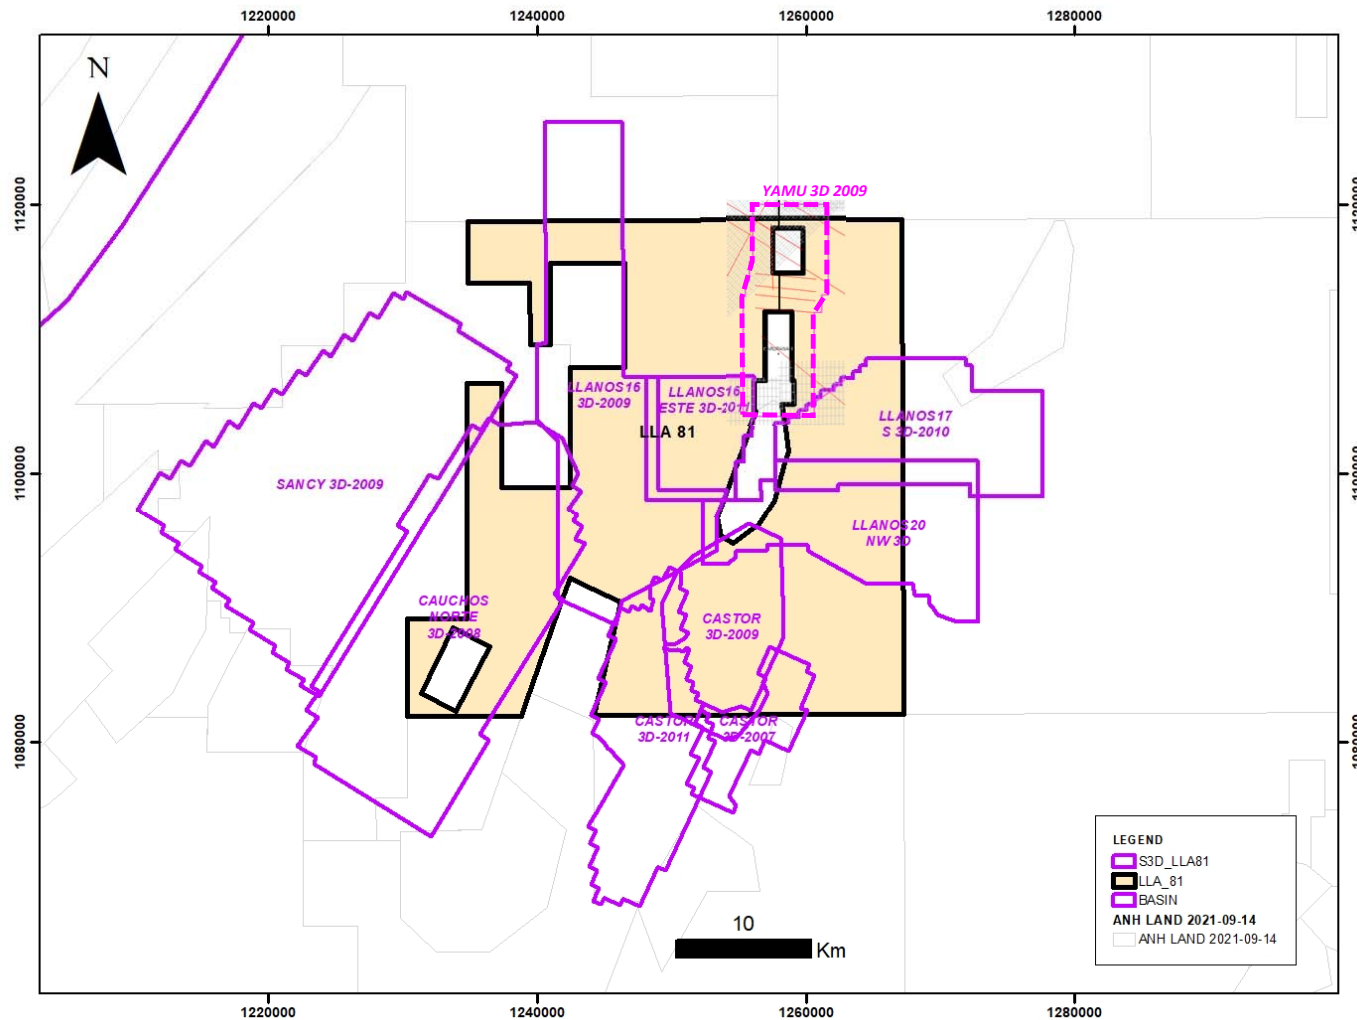 1220000
1240000
1260000
1280000
N
YAMU 3D 2009
1120000
1120000
LLANOS16
3D-2009
LLANOS16
ESTE 3D-2011
LLANOS17
S 3D-2010
LLA 81
1100000
1100000
SANCY 3D-2009
LLANOS20
NW 3D
CAUCHOS
NORTE
3D-2008
CASTOR
3D-2009
CASTOR
3D-2011
CASTOR
3D-2007
1080000
1080000
10
Km
LEGEND
S3D_LLA81
LLA_81
BASIN
ANH LAND 2021-09-14
ANH LAND 2021-09-14
1220000
1240000
1260000
1280000